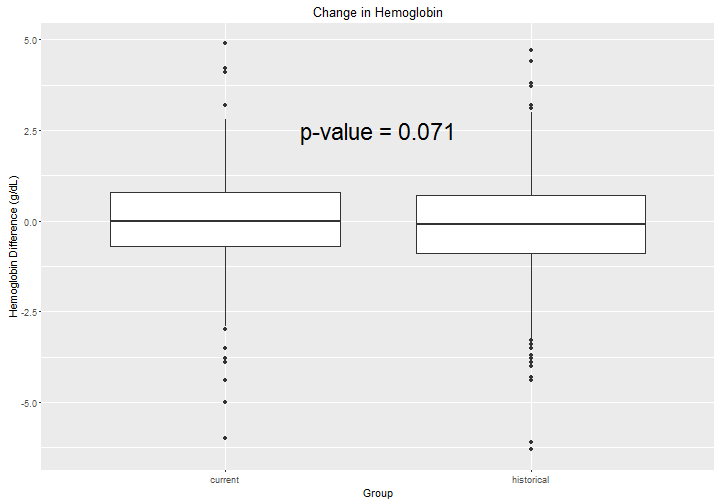 Change in Hemoglobin
5.0
2.5
0.0
-2.5
-5.0
Hemoglobin Difference (g/dL)
p-value = 0.071
current
historical
Group